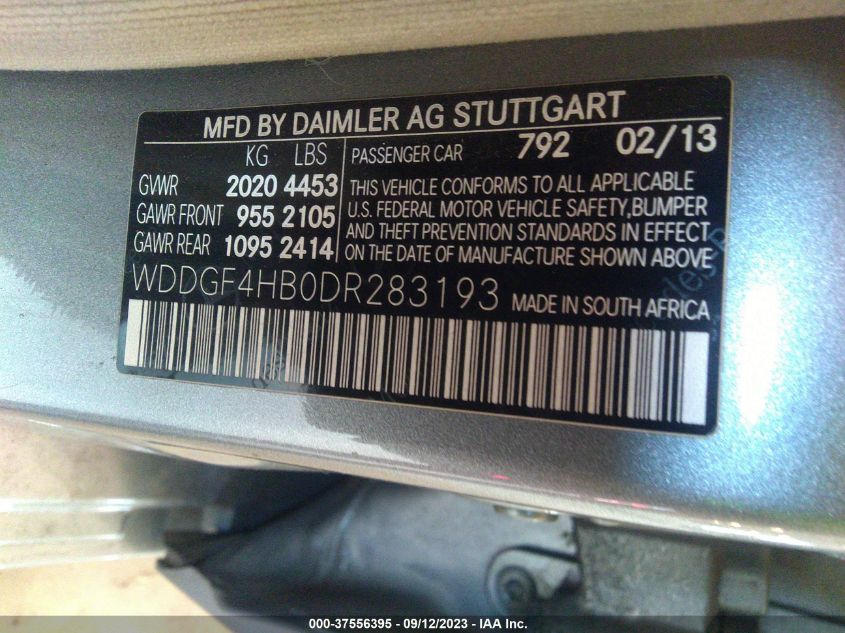 MFD BY DAIMLER AG STUTTGART
KG LBS
GVWR 2020 4453
GAWR FRONT 955 2105
GAWR REAR 1095 2414
PASSENGER CAR 792 02/13
THIS VEHICLE CONFORMS TO ALL APPLICABLE
U.S. FEDERAL MOTOR VEHICLE SAFETY,BUMPER
AND THEFT PREVENTION STANDARDS IN EFFECT
ON THE DATE OF MANUFACTURE SHOWN ABOVE
WDDGF4HB0DR283193 MADE IN SOUTH AFRICA
000-37556395 - 09/12/2023 - IAA Inc.